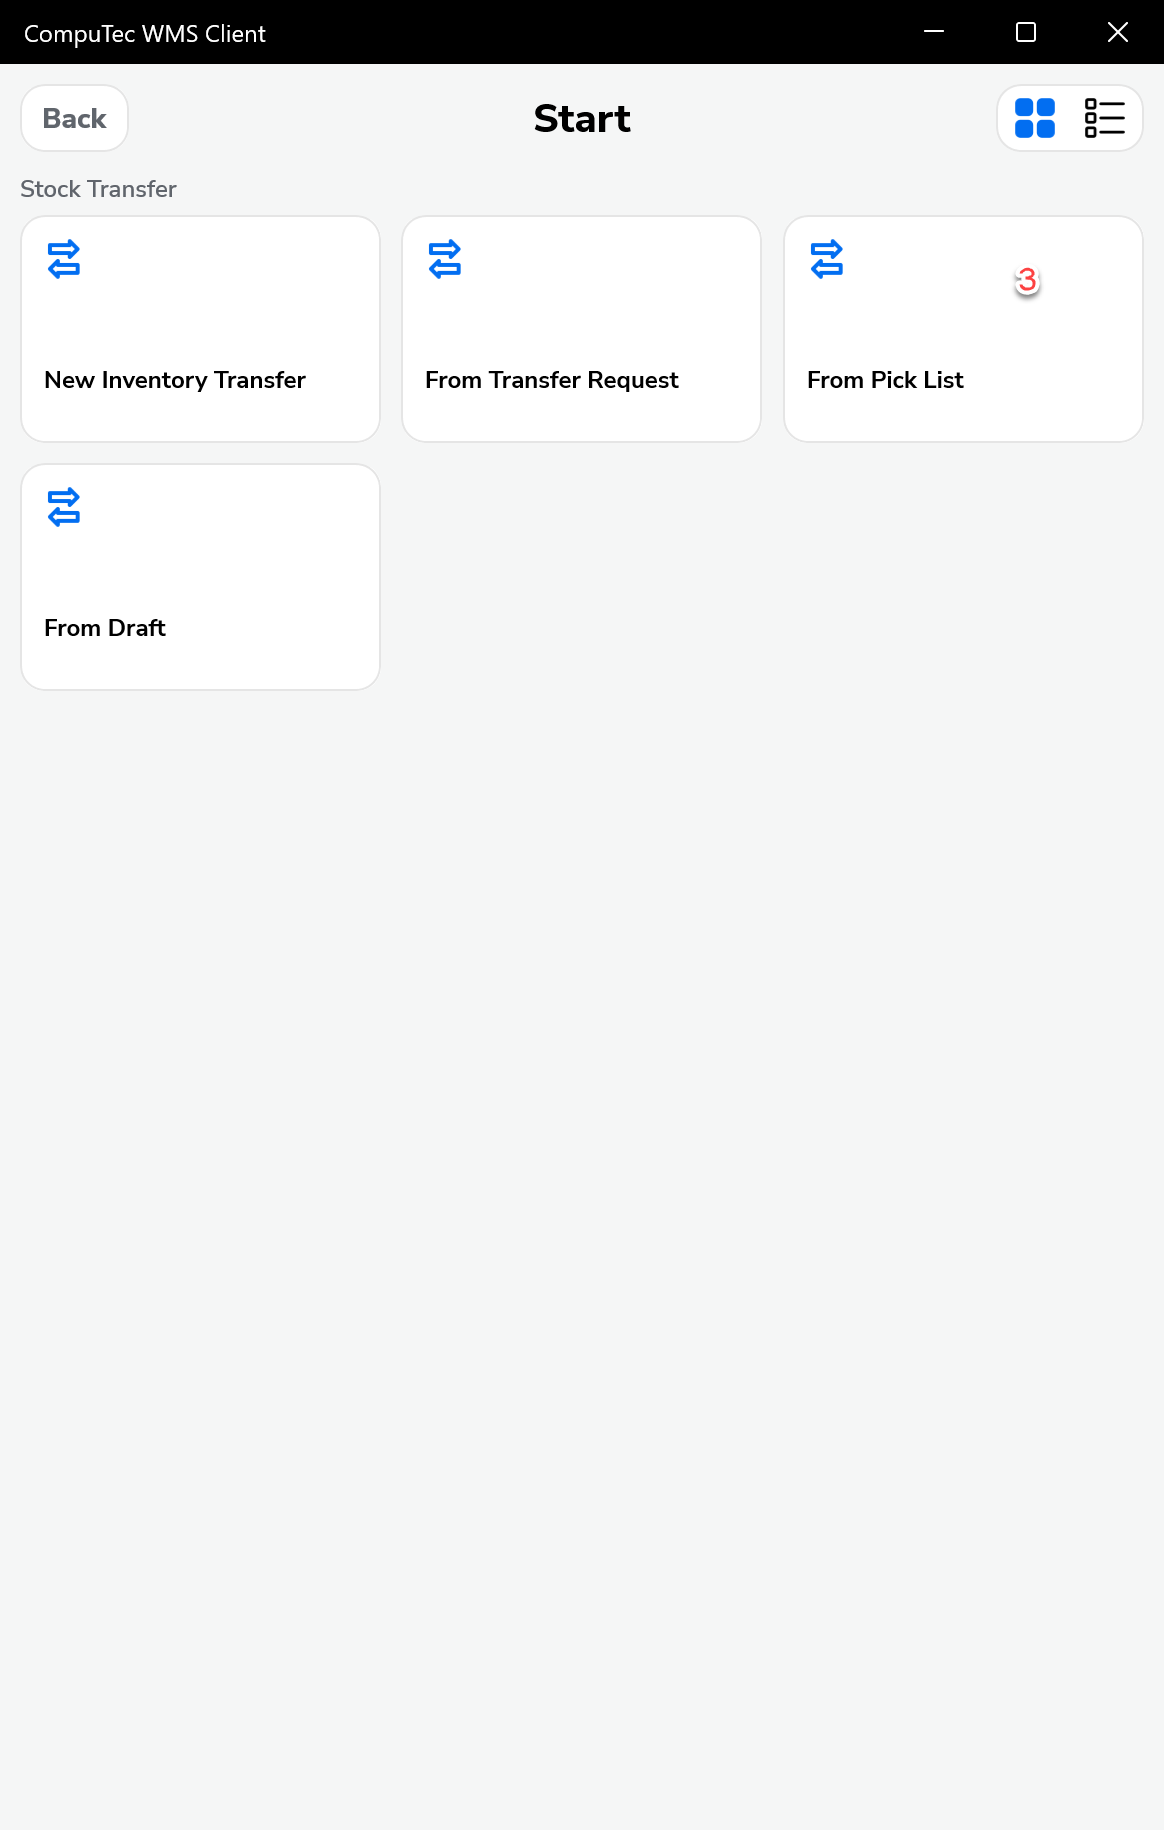 CompuTec WMS Client
Back
Start
Stock Transfer
New Inventory Transfer
From Transfer Request
3
From Pick List
From Draft